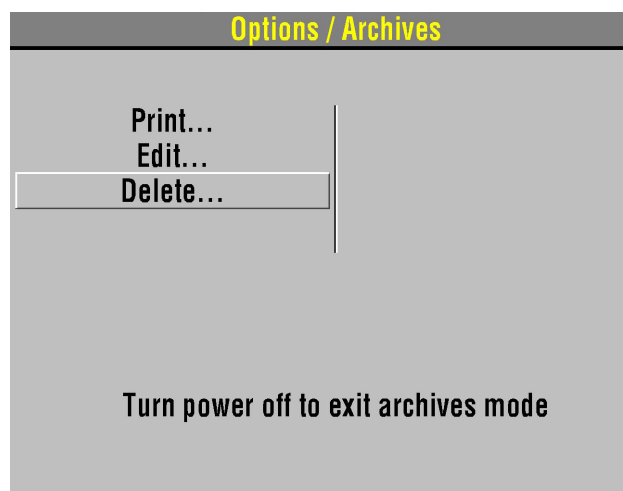 Options / Archives
Print...
Edit...
Delete...
Turn power off to exit archives mode